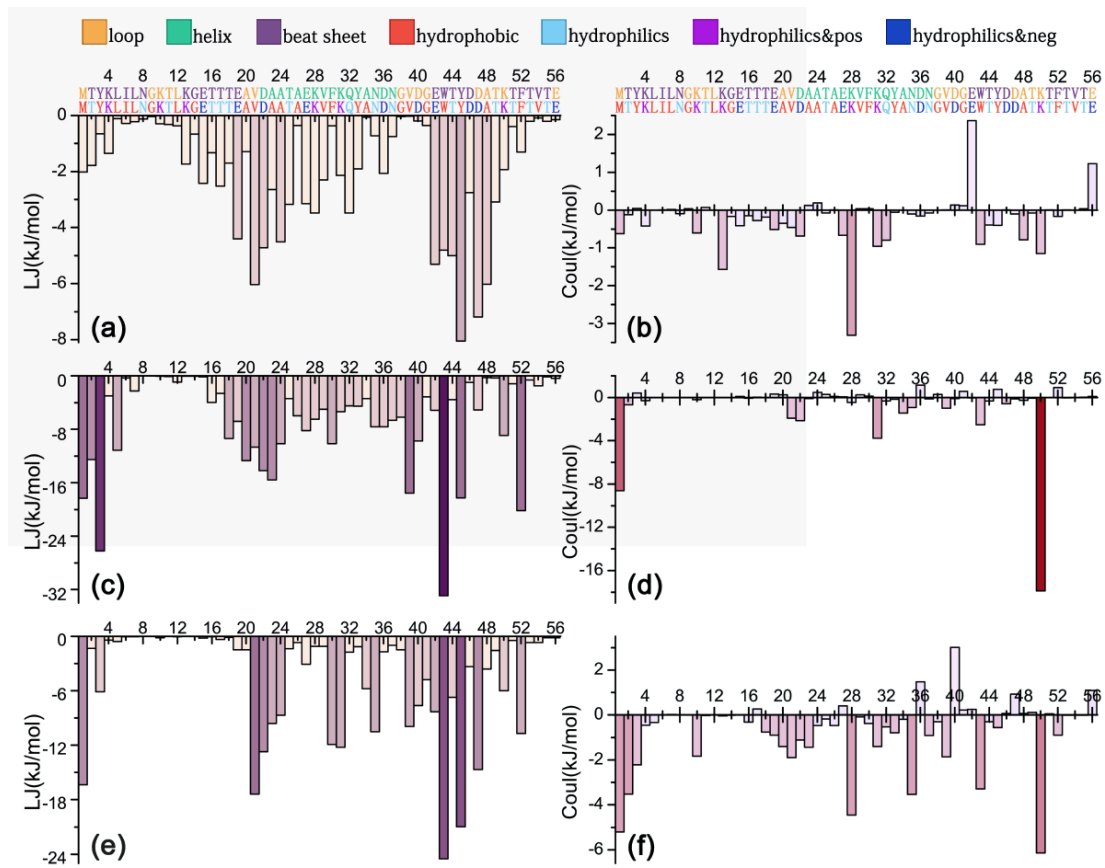 loop helix beat sheet hydrophobic hydrophilics hydrophilics&pos hydrophilics&neg
4 8 12 16 20 24 28 32 36 40 44 48 52 56
MTYKLILNGKTLKGETTTEAVDAATAEKVFKQYANDNGVDGEWTYDDATKTFTVTE
MTYKLILNGKTLKGETTTEAVDAATAEKVFKQYANDNGVDGEWTYDDATKTFTVTE
0
-2
-4
-6
-8
LJ(kJ/mol)
(a)
4 8 12 16 20 24 28 32 36 40 44 48 52 56
MTYKLILNGKTLKGETTTEAVDAATAEKVFKQYANDNGVDGEWTYDDATKTFTVTE
MTYKLILNGKTLKGETTTEAVDAATAEKVFKQYANDNGVDGEWTYDDATKTFTVTE
2
1
0
-1
-2
-3
Coul(kJ/mol)
(b)
4 8 12 16 20 24 28 32 36 40 44 48 52 56
0
-8
-16
-24
-32
LJ(kJ/mol)
(c)
4 8 12 16 20 24 28 32 36 40 44 48 52 56
0
-4
-8
-12
-16
Coul(kJ/mol)
(d)
4 8 12 16 20 24 28 32 36 40 44 48 52 56
0
-6
-12
-18
-24
LJ(kJ/mol)
(e)
4 8 12 16 20 24 28 32 36 40 44 48 52 56
2
0
-2
-4
-6
Coul(kJ/mol)
(f)